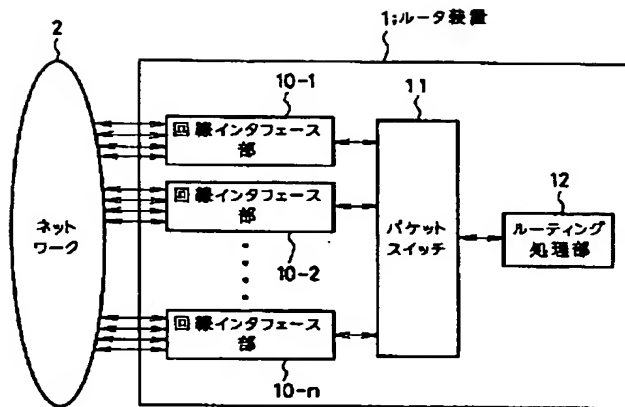 2
1;ルータ装置
10-1
11
回線インタフェース
部
回線インタフェース
部
10-2
ネット
ワーク
パケット
スイッチ
12
ルーティング
処理部
回線インタフェース
部
10-n